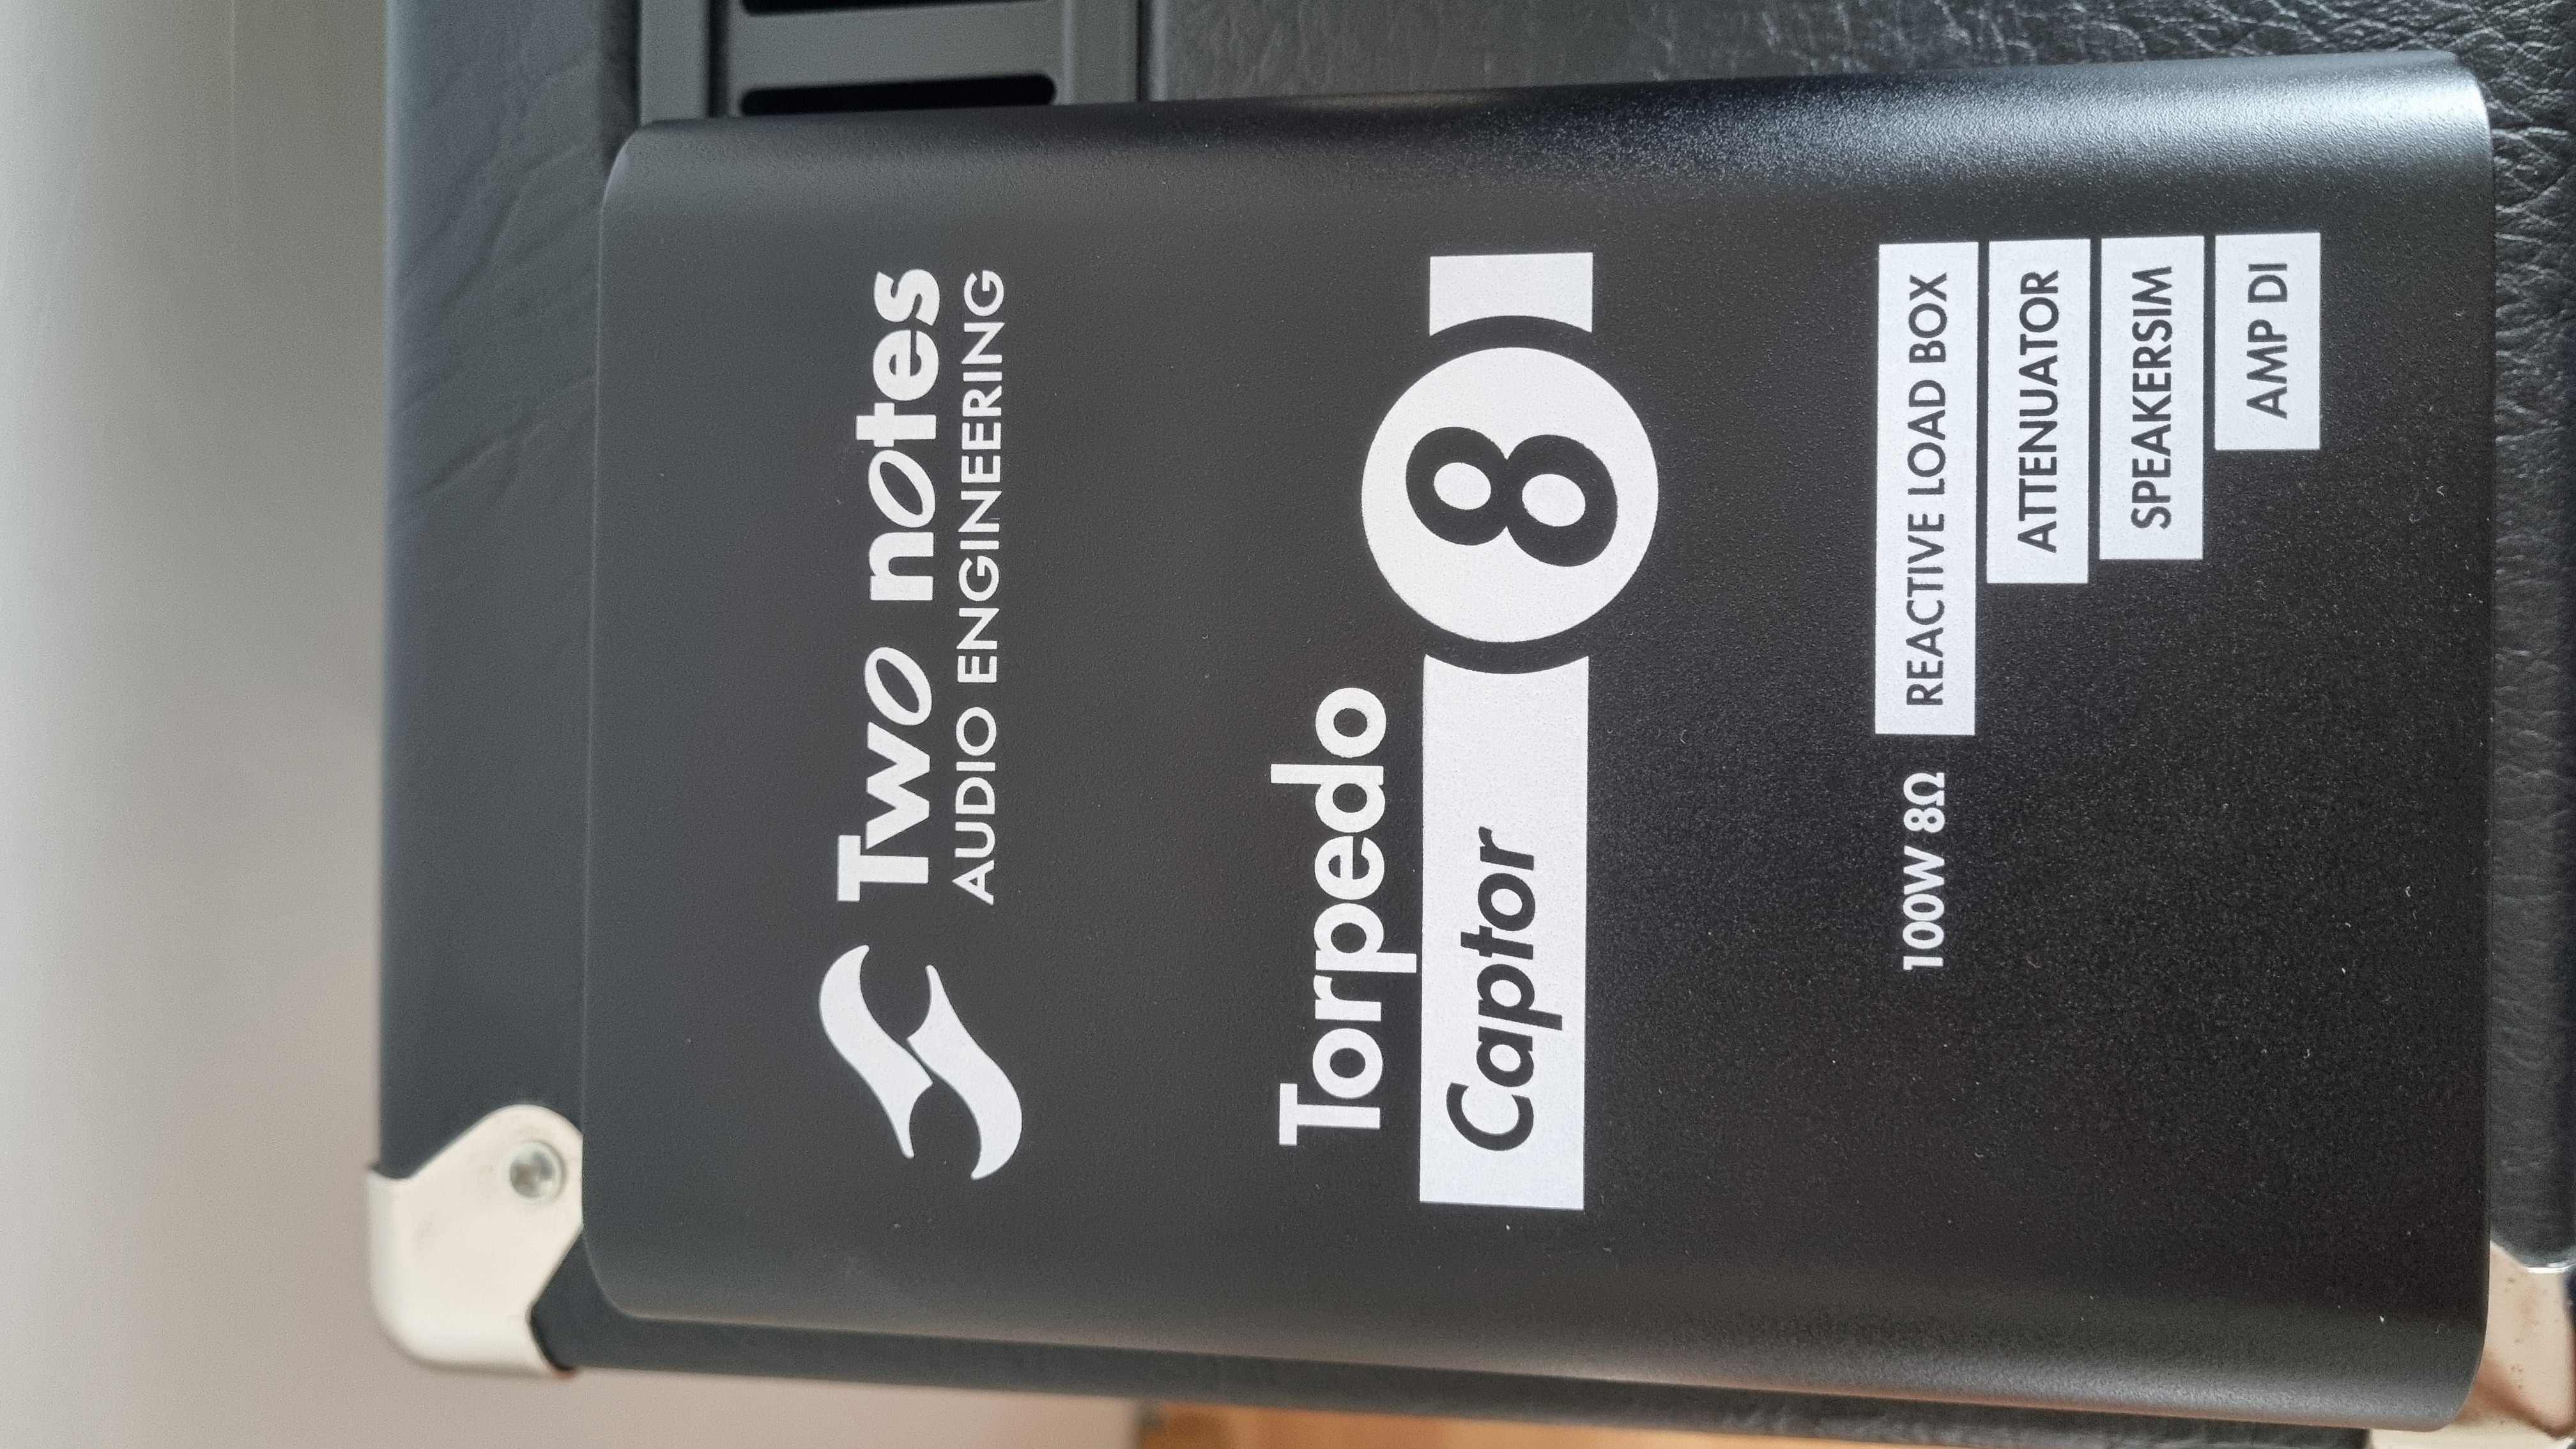 Two notes
AUDIO ENGINEERING
Torpedo
Captor 8
100W 8Ω REACTIVE LOAD BOX
ATTENUATOR
SPEAKERSIM
AMP DI